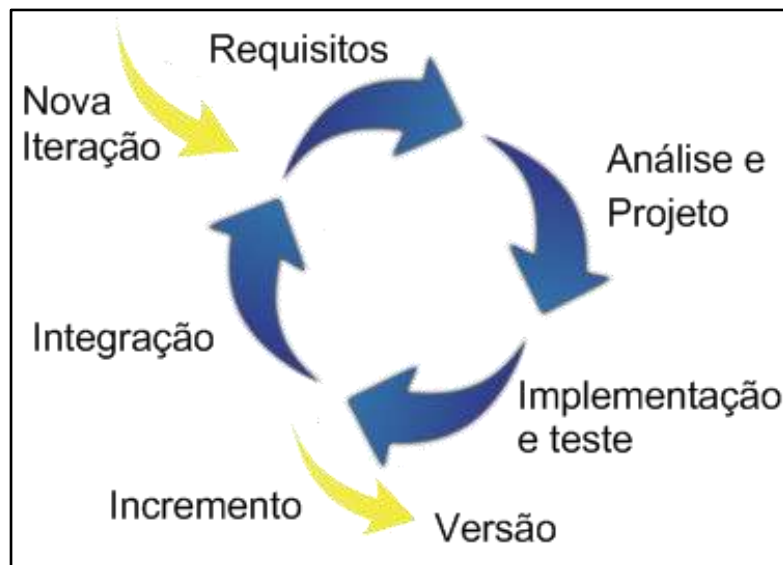 Requisitos
Nova
Iteração
Análise e
Projeto
Integração
Implementação
e teste
Incremento
Versão